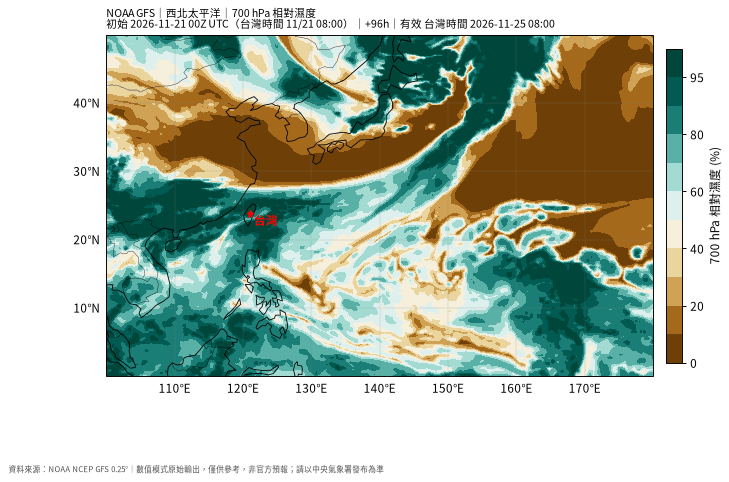 NOAA GFS｜西北太平洋｜700 hPa 相對濕度
初始 2026-11-21 00Z UTC（台灣時間 11/21 08:00）｜+96h｜有效 台灣時間 2026-11-25 08:00
40°N
30°N
20°N
10°N
台灣
110°E 120°E 130°E 140°E 150°E 160°E 170°E
95
80
60
40
20
0
700 hPa 相對濕度 (%)
資料來源：NOAA NCEP GFS 0.25°｜數值模式原始輸出，僅供參考，非官方預報；請以中央氣象署發布為準